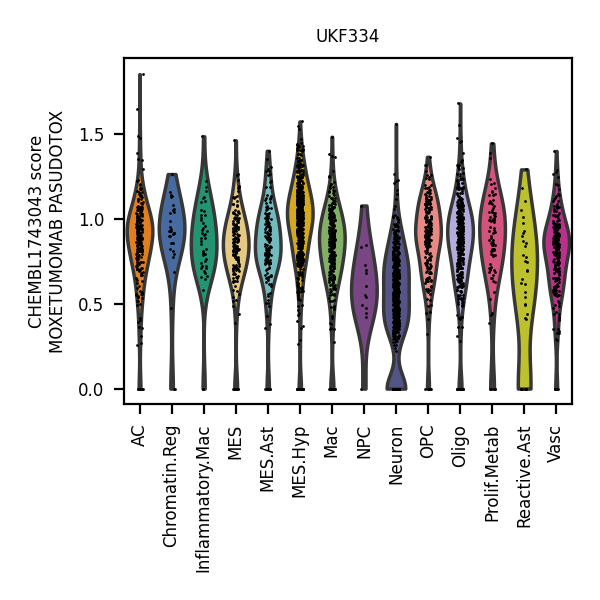 UKF334
CHEMBL1743043 score
MOXETUMOMAB PASUDOTOX
1.5
1.0
0.5
0.0
AC
Chromatin.Reg
Inflammatory.Mac
MES
MES.Ast
MES.Hyp
Mac
NPC
Neuron
OPC
Oligo
Prolif.Metab
Reactive.Ast
Vasc